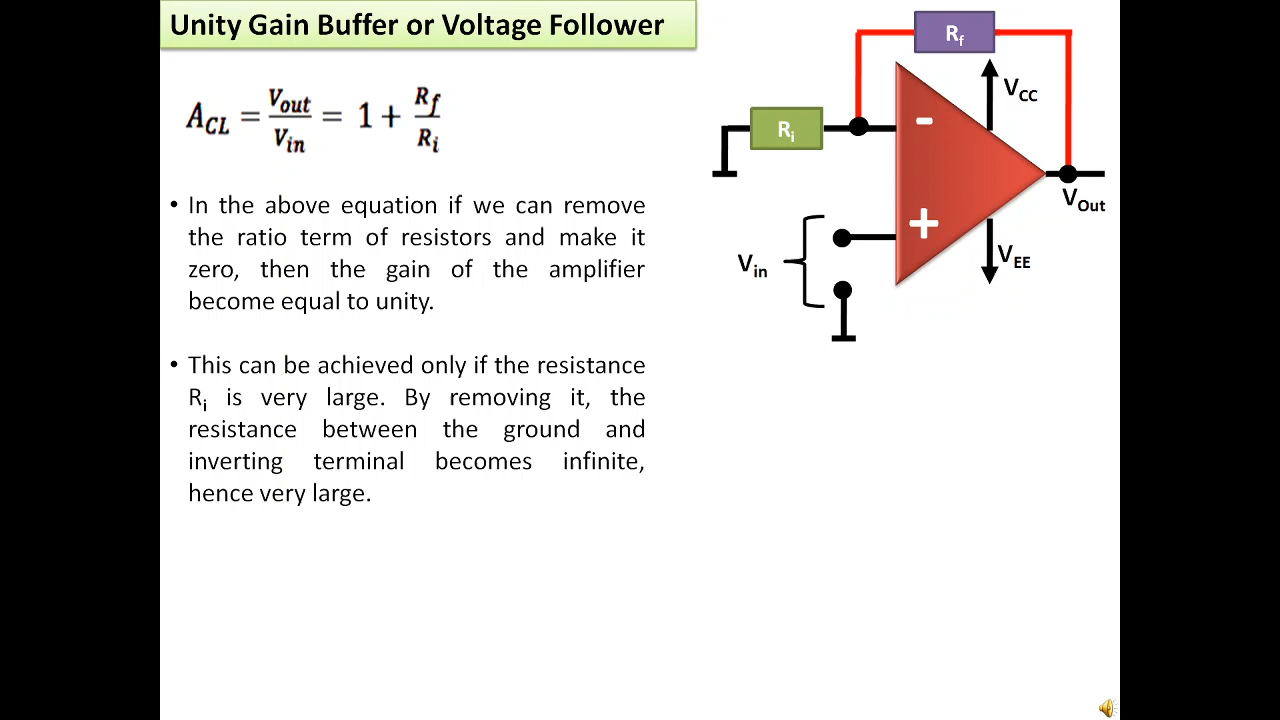 Unity Gain Buffer or Voltage Follower
A_CL = V_out / V_in = 1 + R_f / R_i
• In the above equation if we can remove
the ratio term of resistors and make it
zero, then the gain of the amplifier
become equal to unity.
• This can be achieved only if the resistance
R_i is very large. By removing it, the
resistance between the ground and
inverting terminal becomes infinite,
hence very large.
R_f
V_CC
R_i
-
V_Out
+
V_in
V_EE